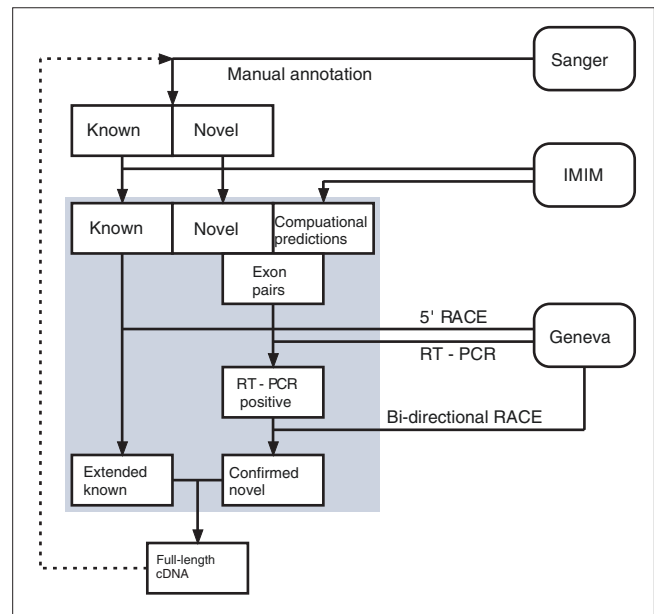 Sanger
Manual annotation
Known
Novel
IMIM
Known
Novel
Compuational
predictions
Exon
pairs
5' RACE
Geneva
RT - PCR
RT - PCR
positive
Bi-directional RACE
Extended
known
Confirmed
novel
Full-length
cDNA